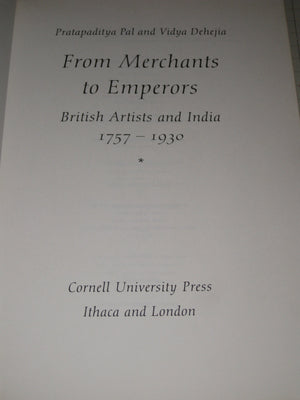 Pratapaditya Pal and Vidya Dehejia
From Merchants
to Emperors
British Artists and India
1757 – 1930
*
Cornell University Press
Ithaca and London